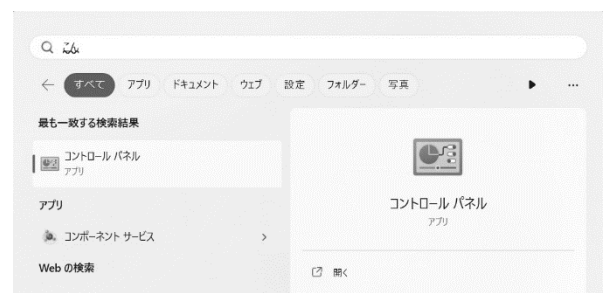 こん
すべて アプリ ドキュメント ウェブ 設定 フォルダー 写真 ▶ …
最も一致する検索結果
コントロール パネル
アプリ
アプリ
コンポーネント サービス
Web の検索
コントロール パネル
アプリ
開く